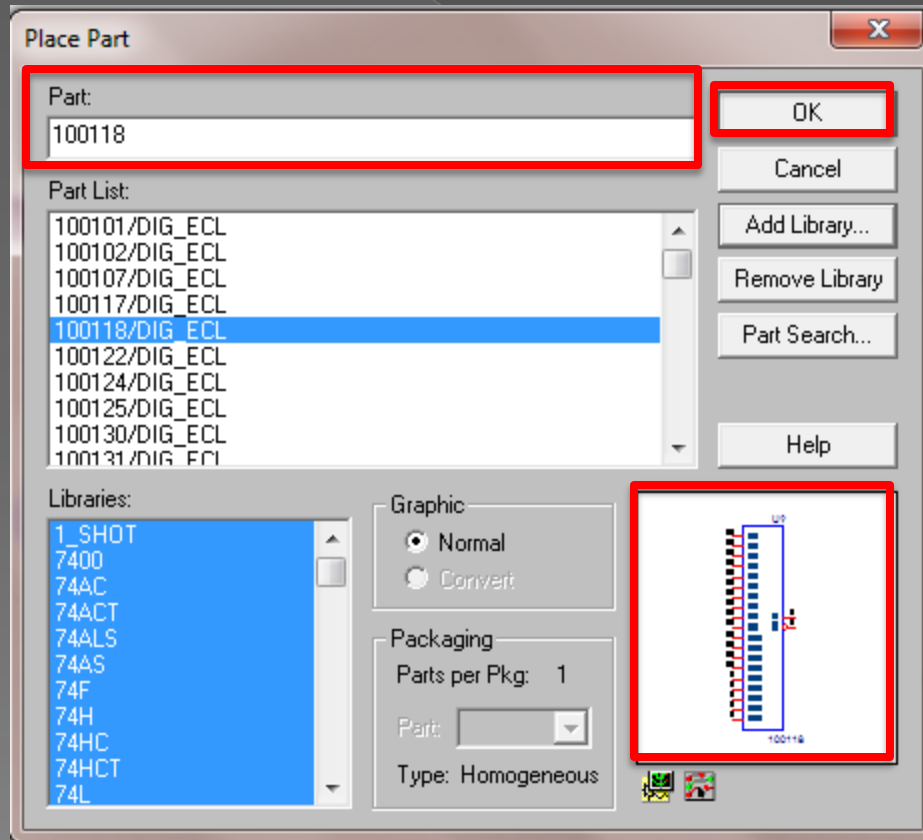 Place Part
x
Part:
100118
OK
Cancel
Part List:
100101/DIG_ECL
100102/DIG_ECL
100107/DIG_ECL
100117/DIG_ECL
100118/DIG_ECL
100122/DIG_ECL
100124/DIG_ECL
100125/DIG_ECL
100130/DIG_ECL
100131/DIG_ECL
Add Library...
Remove Library
Part Search...
Help
Libraries:
1_SHOT
7400
74AC
74ACT
74ALS
74AS
74F
74H
74HC
74HCT
74L
Graphic
Normal
Convert
Packaging
Parts per Pkg: 1
Part:
Type: Homogeneous
U?
100118